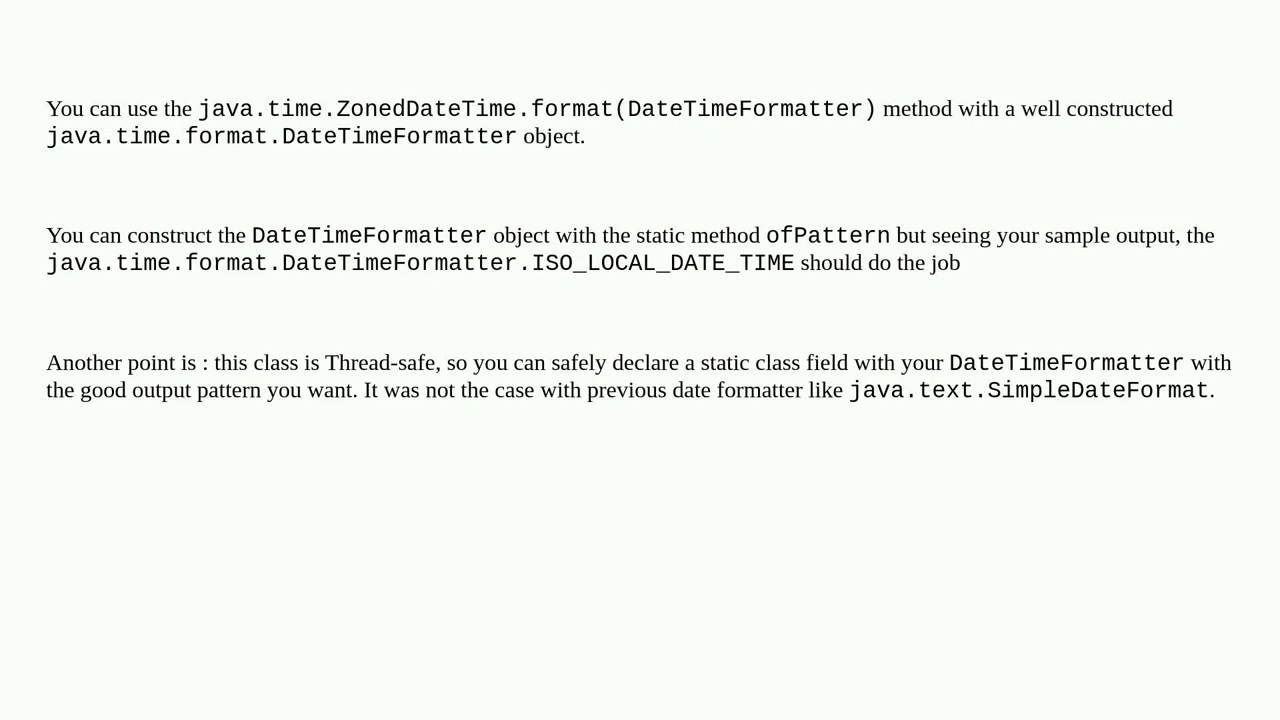 You can use the java.time.ZonedDateTime.format(DateTimeFormatter) method with a well constructed
java.time.format.DateTimeFormatter object.
You can construct the DateTimeFormatter object with the static method ofPattern but seeing your sample output, the
java.time.format.DateTimeFormatter.ISO_LOCAL_DATE_TIME should do the job
Another point is : this class is Thread-safe, so you can safely declare a static class field with your DateTimeFormatter with
the good output pattern you want. It was not the case with previous date formatter like java.text.SimpleDateFormat.